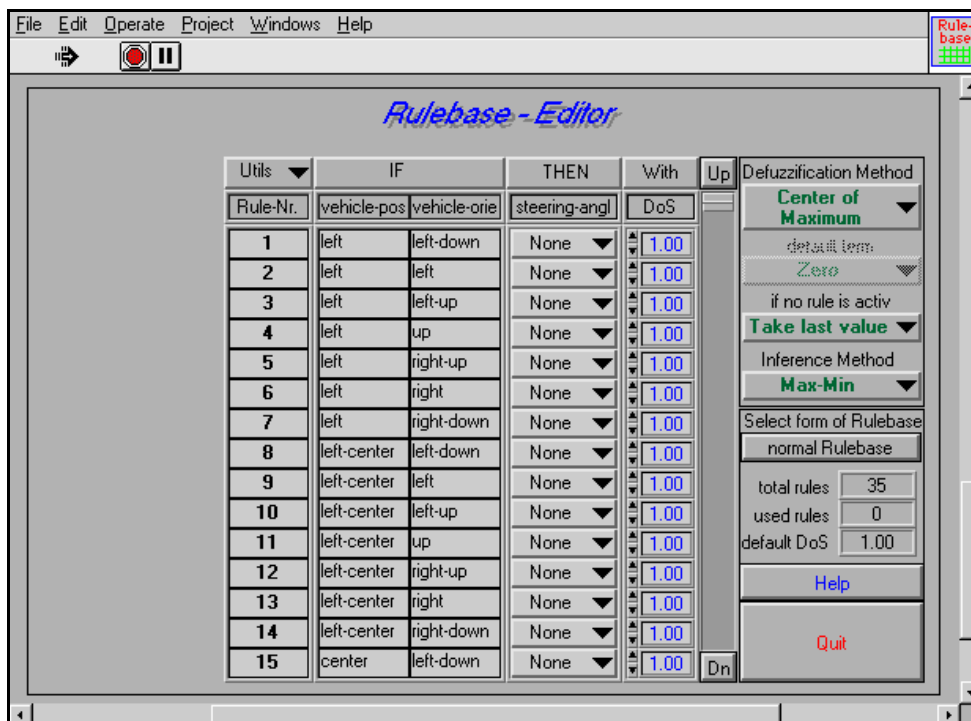 File Edit Operate Project Windows Help
Rule-
base
Rulebase - Editor
Utils IF THEN With Up Defuzzification Method
Rule-Nr. vehicle-pos vehicle-orie steering-angl DoS Center of
Maximum
1 left left-down None 1.00 default term
2 left left None 1.00 Zero
3 left left-up None 1.00 if no rule is activ
4 left up None 1.00 Take last value
5 left right-up None 1.00 Inference Method
6 left right None 1.00 Max-Min
7 left right-down None 1.00 Select form of Rulebase
8 left-center left-down None 1.00 normal Rulebase
9 left-center left None 1.00 total rules 35
10 left-center left-up None 1.00 used rules 0
11 left-center up None 1.00 default DoS 1.00
12 left-center right-up None 1.00 Help
13 left-center right None 1.00
14 left-center right-down None 1.00 Quit
15 center left-down None 1.00 Dn